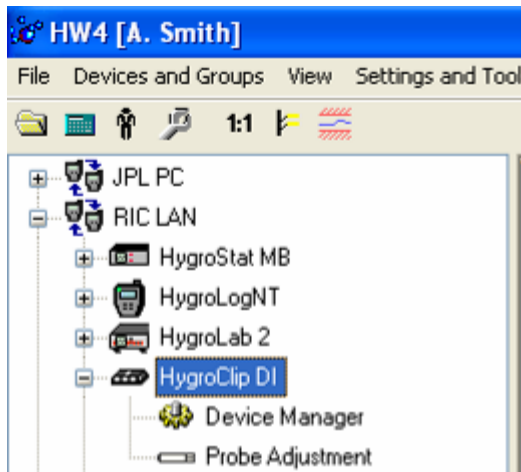 HW4 [A. Smith]
File Devices and Groups View Settings and Tool
1:1
JPL PC
RIC LAN
HygroStat MB
HygroLogNT
HygroLab 2
HygroClip DI
Device Manager
Probe Adjustment